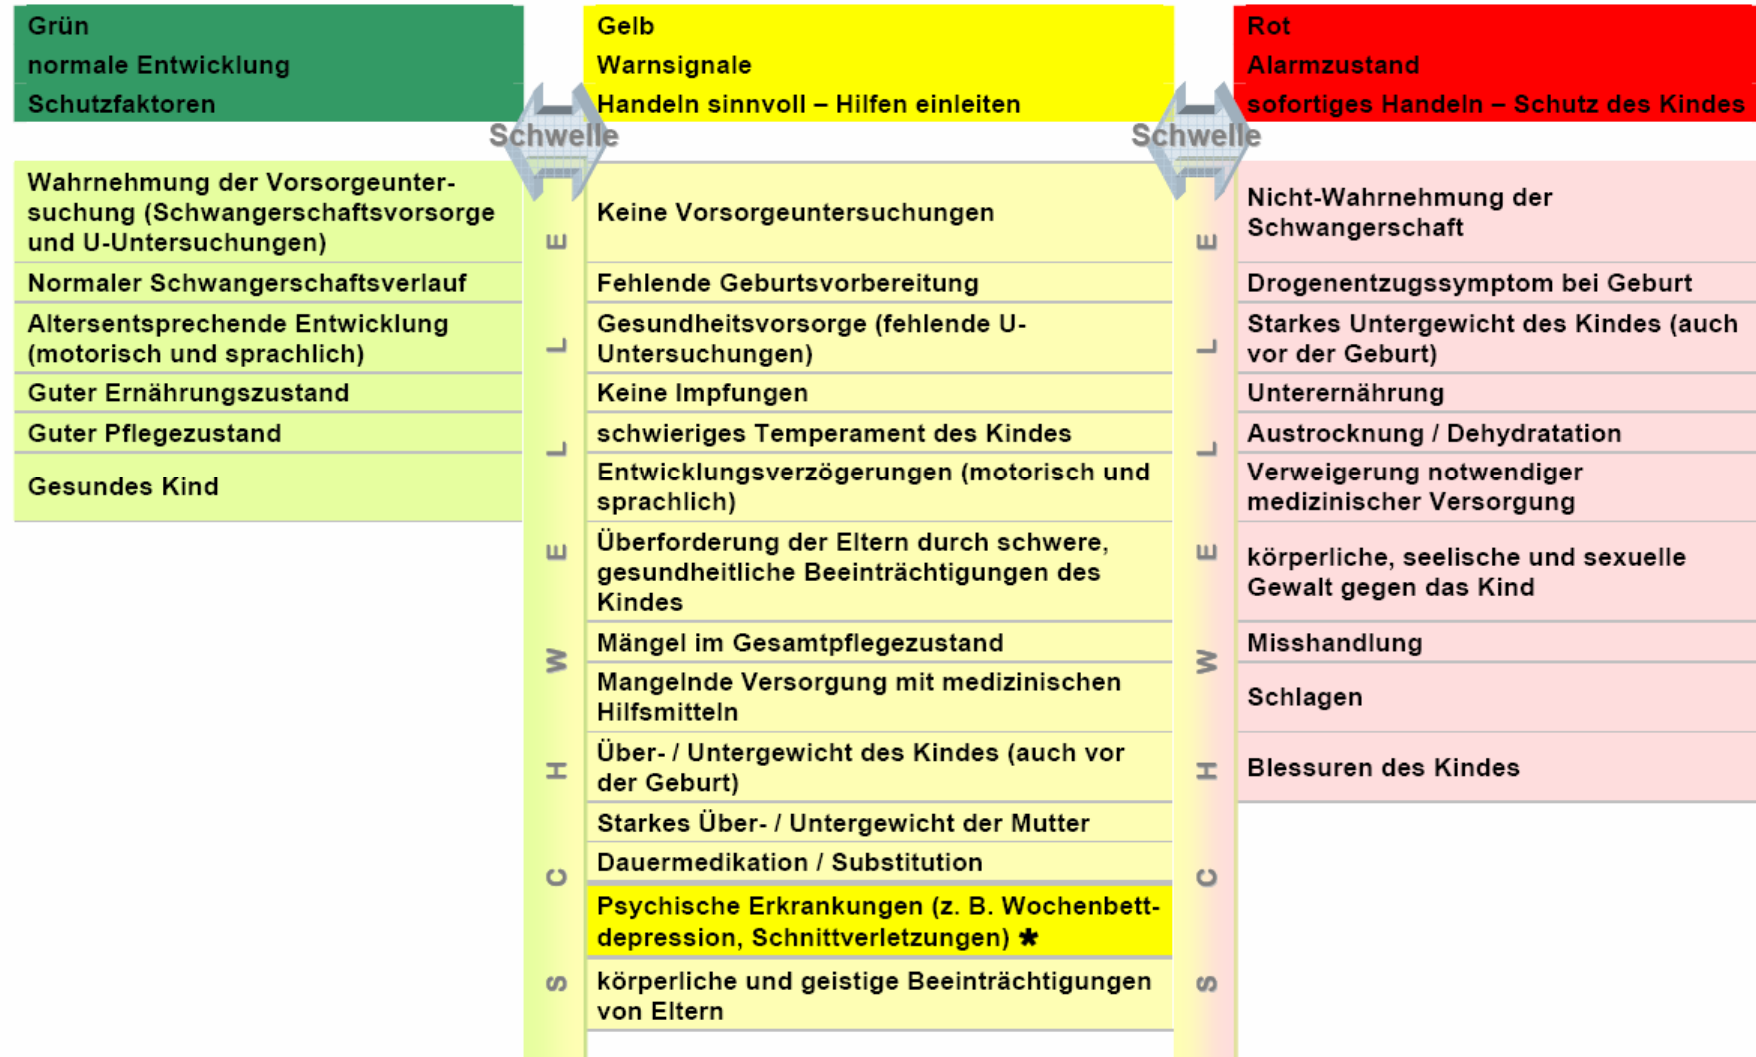 Grün
normale Entwicklung
Schutzfaktoren
Gelb
Warnsignale
Handeln sinnvoll – Hilfen einleiten
Rot
Alarmzustand
sofortiges Handeln – Schutz des Kindes
Schwelle
Schwelle
Wahrnehmung der Vorsorgeunter-
suchung (Schwangerschaftsvorsorge
und U-Untersuchungen)
Normaler Schwangerschaftsverlauf
Altersentsprechende Entwicklung
(motorisch und sprachlich)
Guter Ernährungszustand
Guter Pflegezustand
Gesundes Kind
SCHWELLE
Keine Vorsorgeuntersuchungen
Fehlende Geburtsvorbereitung
Gesundheitsvorsorge (fehlende U-
Untersuchungen)
Keine Impfungen
schwieriges Temperament des Kindes
Entwicklungsverzögerungen (motorisch und
sprachlich)
Überforderung der Eltern durch schwere,
gesundheitliche Beeinträchtigungen des
Kindes
Mängel im Gesamtpflegezustand
Mangelnde Versorgung mit medizinischen
Hilfsmitteln
Über- / Untergewicht des Kindes (auch vor
der Geburt)
Starkes Über- / Untergewicht der Mutter
Dauermedikation / Substitution
Psychische Erkrankungen (z. B. Wochenbett-
depression, Schnittverletzungen) *
körperliche und geistige Beeinträchtigungen
von Eltern
SCHWELLE
Nicht-Wahrnehmung der
Schwangerschaft
Drogenentzugssymptom bei Geburt
Starkes Untergewicht des Kindes (auch
vor der Geburt)
Unterernährung
Austrocknung / Dehydratation
Verweigerung notwendiger
medizinischer Versorgung
körperliche, seelische und sexuelle
Gewalt gegen das Kind
Misshandlung
Schlagen
Blessuren des Kindes